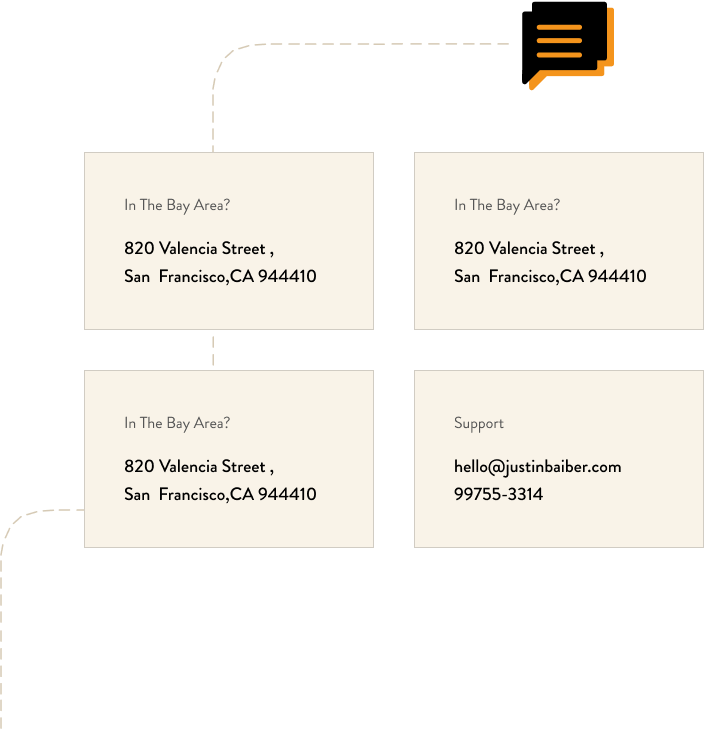 In The Bay Area?
820 Valencia Street ,
San  Francisco,CA 944410
In The Bay Area?
820 Valencia Street ,
San  Francisco,CA 944410
In The Bay Area?
820 Valencia Street ,
San  Francisco,CA 944410
Support
hello@justinbaiber.com
99755-3314